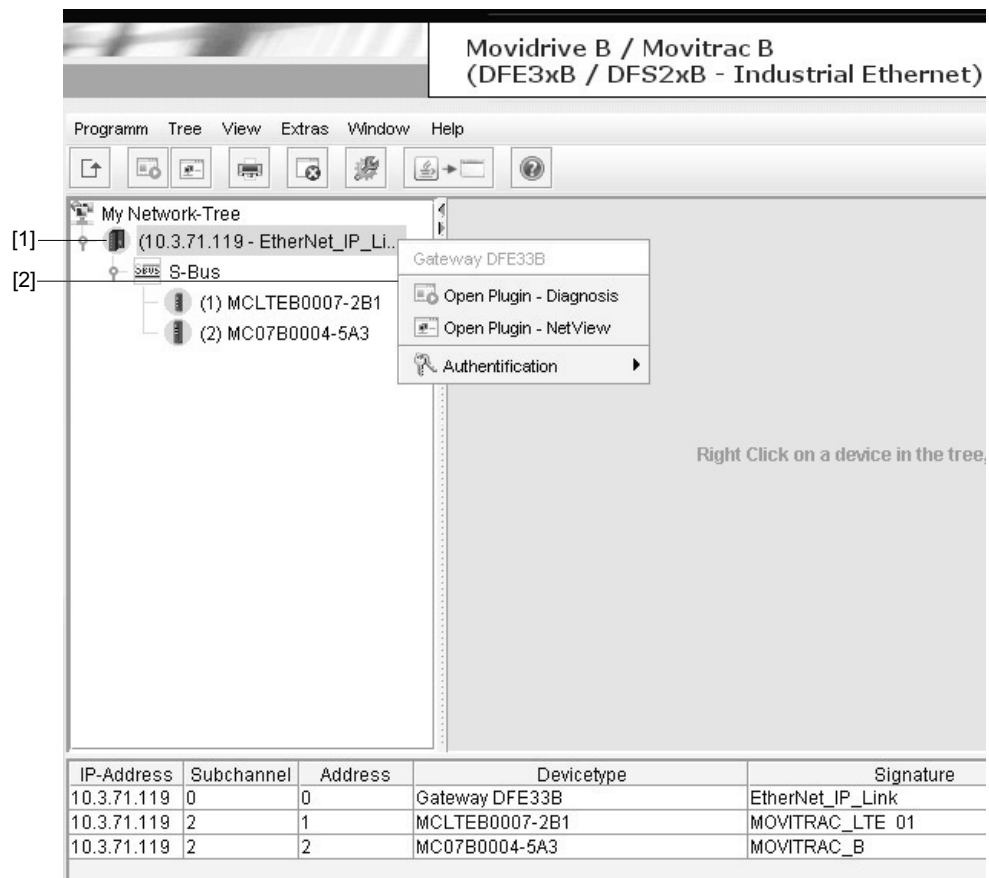 Movidrive B / Movitrac B
(DFE3xB / DFS2xB - Industrial Ethernet)
Programm Tree View Extras Window Help
My Network-Tree
[1] (10.3.71.119 - EtherNet_IP_Li...
Gateway DFE33B
[2] SBUS S-Bus
Open Plugin - Diagnosis
(1) MCLTEB0007-2B1
Open Plugin - NetView
(2) MC07B0004-5A3
Authentification
Right Click on a device in the tree,
IP-Address Subchannel Address Devicetype Signature
10.3.71.119 0 0 Gateway DFE33B EtherNet_IP_Link
10.3.71.119 2 1 MCLTEB0007-2B1 MOVITRAC_LTE 01
10.3.71.119 2 2 MC07B0004-5A3 MOVITRAC_B